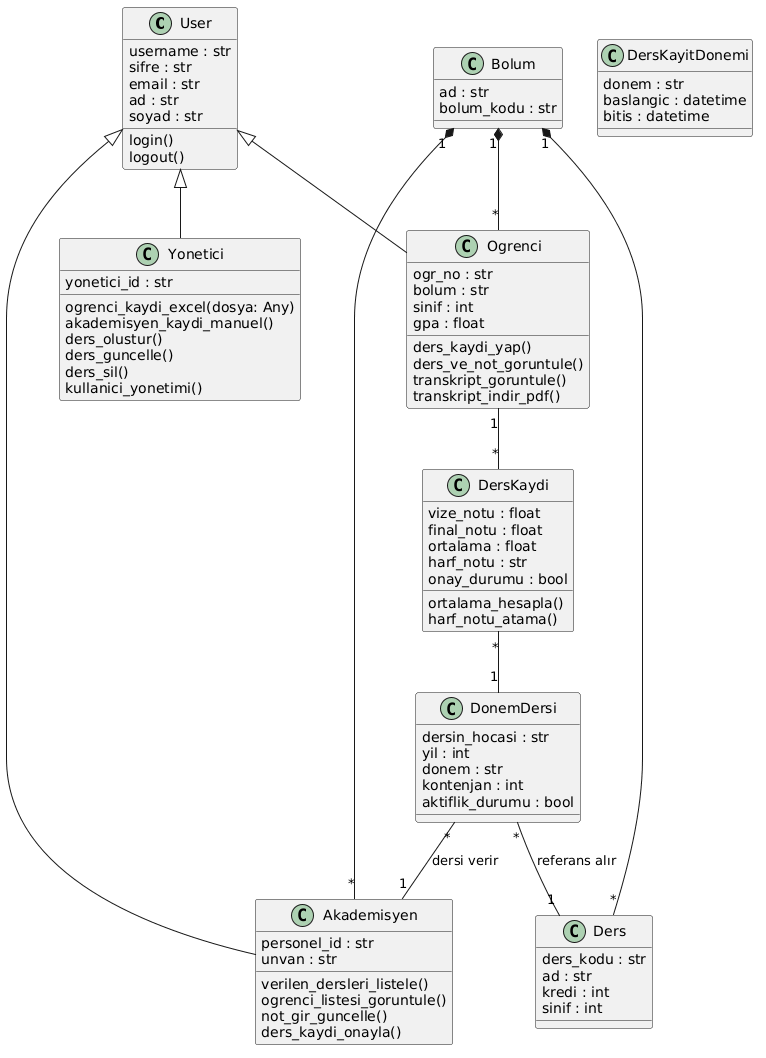 C User
username : str
sifre : str
email : str
ad : str
soyad : str
login()
logout()
C Bolum
ad : str
bolum_kodu : str
C DersKayitDonemi
donem : str
baslangic : datetime
bitis : datetime
1
1
1
*
C Yonetici
yonetici_id : str
ogrenci_kaydi_excel(dosya: Any)
akademisyen_kaydi_manuel()
ders_olustur()
ders_guncelle()
ders_sil()
kullanici_yonetimi()
C Ogrenci
ogr_no : str
bolum : str
sinif : int
gpa : float
ders_kaydi_yap()
ders_ve_not_goruntule()
transkript_goruntule()
transkript_indir_pdf()
1
*
C DersKaydi
vize_notu : float
final_notu : float
ortalama : float
harf_notu : str
onay_durumu : bool
ortalama_hesapla()
harf_notu_atama()
*
1
C DonemDersi
dersin_hocasi : str
yil : int
donem : str
kontenjan : int
aktiflik_durumu : bool
*
*
dersi verir
referans alır
*
1
1
*
C Akademisyen
personel_id : str
unvan : str
verilen_dersleri_listele()
ogrenci_listesi_goruntule()
not_gir_guncelle()
ders_kaydi_onayla()
C Ders
ders_kodu : str
ad : str
kredi : int
sinif : int